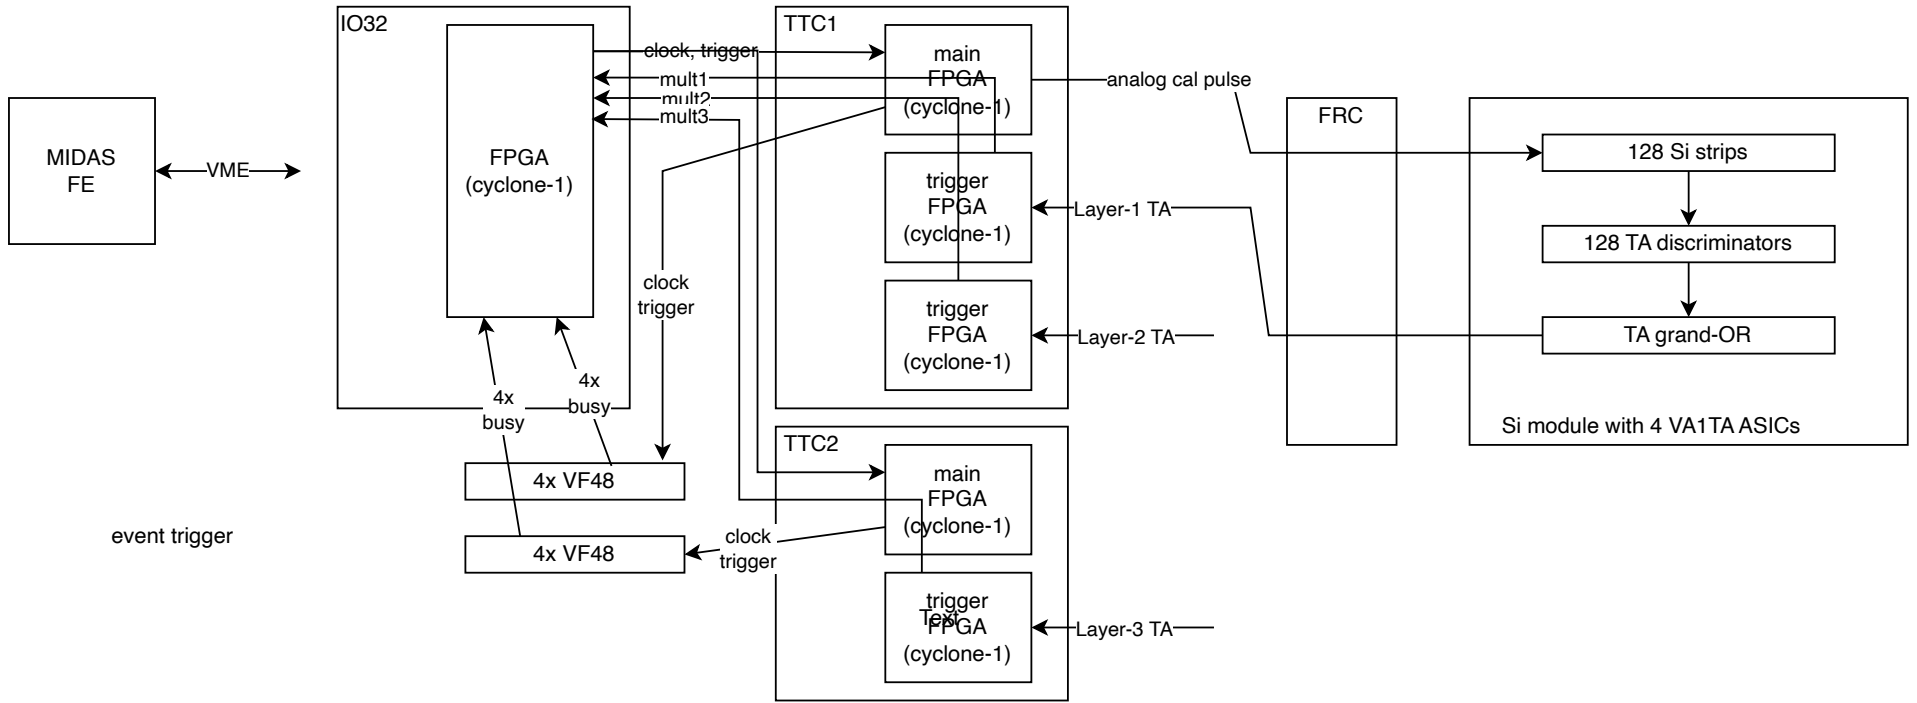 IO32
TTC1
clock, trigger
mult1
mult2
mult3
main
FPGA
(cyclone-1)
analog cal pulse
FRC
MIDAS
FE
VME
FPGA
(cyclone-1)
128 Si strips
trigger
FPGA
(cyclone-1)
Layer-1 TA
128 TA discriminators
clock
trigger
trigger
FPGA
(cyclone-1)
Layer-2 TA
TA grand-OR
4x
busy
4x
busy
Si module with 4 VA1TA ASICs
TTC2
4x VF48
main
FPGA
(cyclone-1)
event trigger
4x VF48
clock
trigger
trigger
Text
FPGA
(cyclone-1)
Layer-3 TA